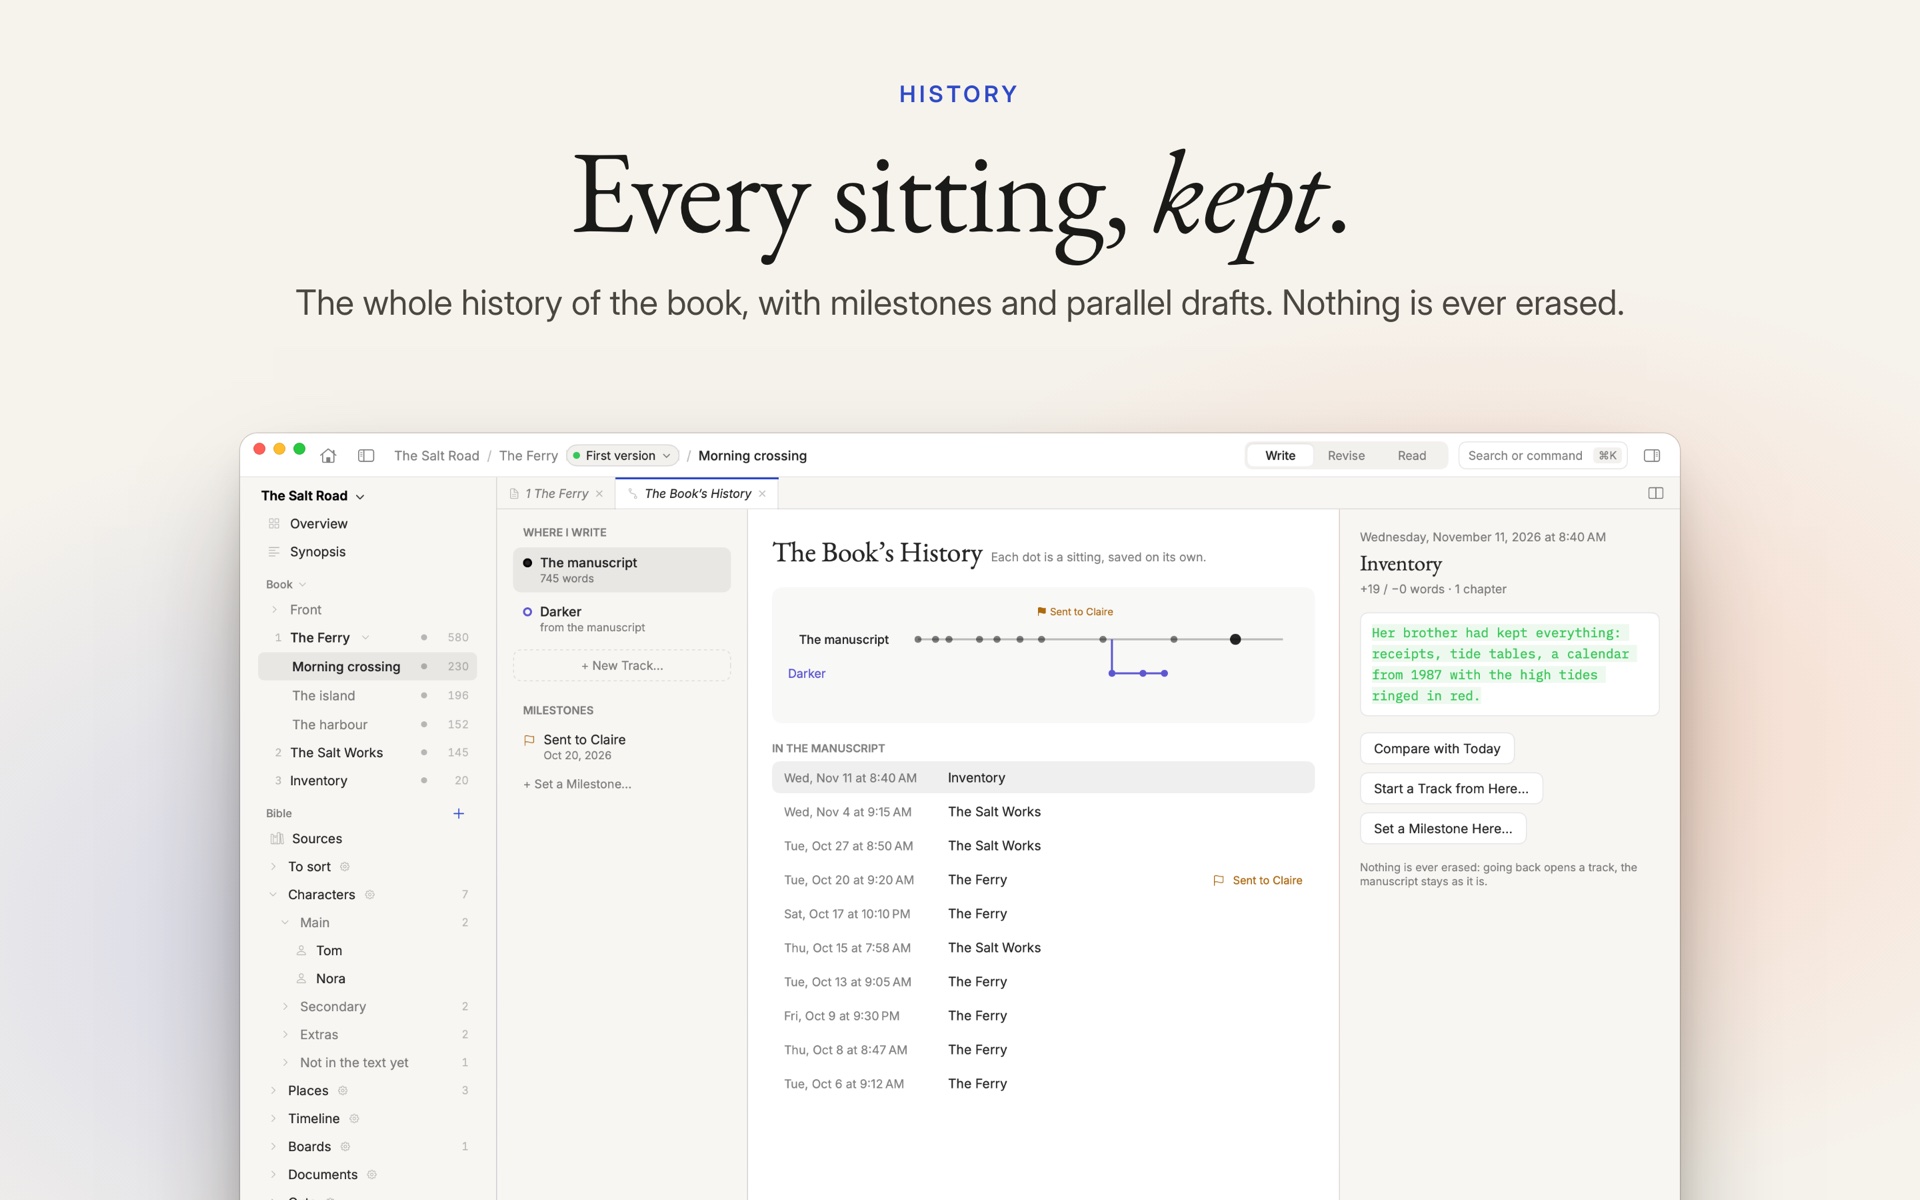 HISTORY
Every sitting, kept.
The whole history of the book, with milestones and parallel drafts. Nothing is ever erased.
The Salt Road / The Ferry First version / Morning crossing
Write Revise Read
Search or command ⌘K
The Salt Road
Overview
Synopsis
Book
Front
1 The Ferry 580
Morning crossing 230
The island 196
The harbour 152
2 The Salt Works 145
3 Inventory 20
Bible +
Sources
To sort
Characters 7
Main 2
Tom
Nora
Secondary 2
Extras 2
Not in the text yet 1
Places 3
Timeline
Boards 1
Documents
1 The Ferry ×
The Book's History ×
WHERE I WRITE
The manuscript
745 words
Darker
from the manuscript
+ New Track...
MILESTONES
Sent to Claire
Oct 20, 2026
+ Set a Milestone...
The Book's History Each dot is a sitting, saved on its own.
Sent to Claire
The manuscript
Darker
IN THE MANUSCRIPT
Wed, Nov 11 at 8:40 AM Inventory
Wed, Nov 4 at 9:15 AM The Salt Works
Tue, Oct 27 at 8:50 AM The Salt Works
Tue, Oct 20 at 9:20 AM The Ferry Sent to Claire
Sat, Oct 17 at 10:10 PM The Ferry
Thu, Oct 15 at 7:58 AM The Salt Works
Tue, Oct 13 at 9:05 AM The Ferry
Fri, Oct 9 at 9:30 PM The Ferry
Thu, Oct 8 at 8:47 AM The Ferry
Tue, Oct 6 at 9:12 AM The Ferry
Wednesday, November 11, 2026 at 8:40 AM
Inventory
+19 / −0 words · 1 chapter
Her brother had kept everything:
receipts, tide tables, a calendar
from 1987 with the high tides
ringed in red.
Compare with Today
Start a Track from Here...
Set a Milestone Here...
Nothing is ever erased: going back opens a track, the
manuscript stays as it is.